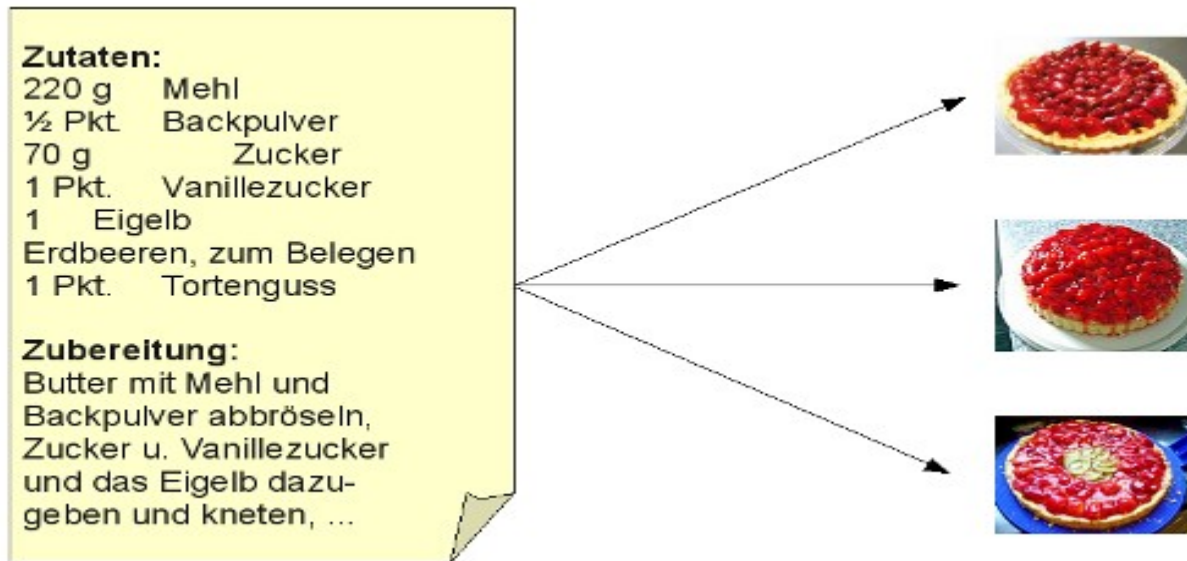 Zutaten:
220 g Mehl
½ Pkt. Backpulver
70 g Zucker
1 Pkt. Vanillezucker
1 Eigelb
Erdbeeren, zum Belegen
1 Pkt. Tortenguss
Zubereitung:
Butter mit Mehl und
Backpulver abbröseln,
Zucker u. Vanillezucker
und das Eigelb dazu-
geben und kneten, ...